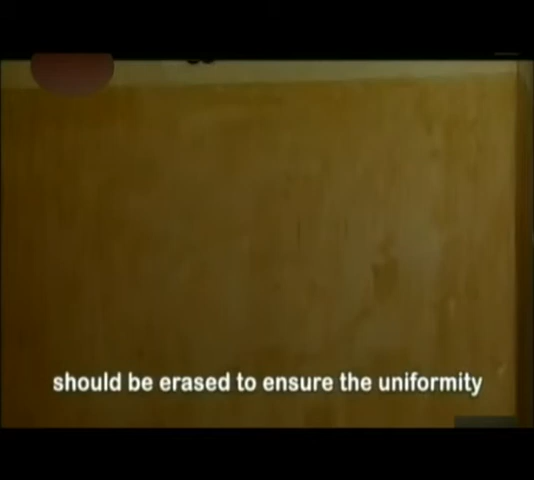 should be erased to ensure the uniformity